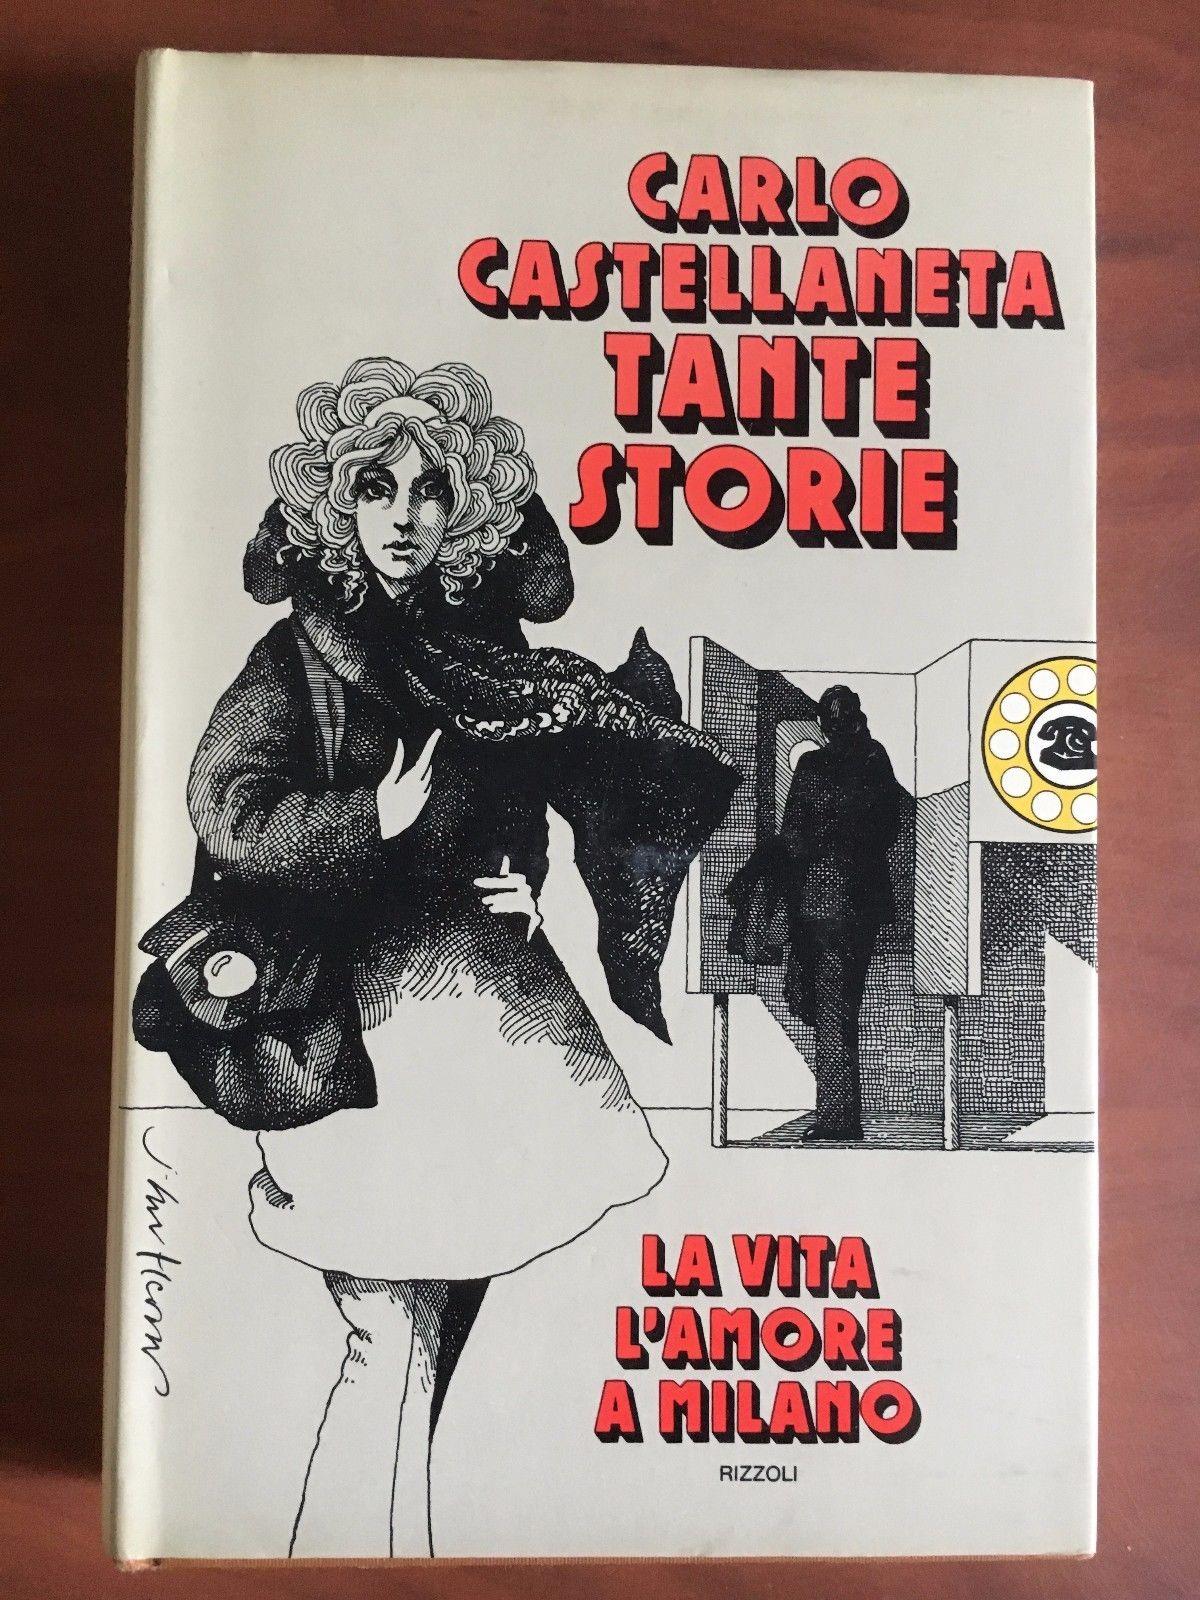 CARLO
CASTELLANETA
TANTE
STORIE
LA VITA
L'AMORE
A MILANO
RIZZOLI